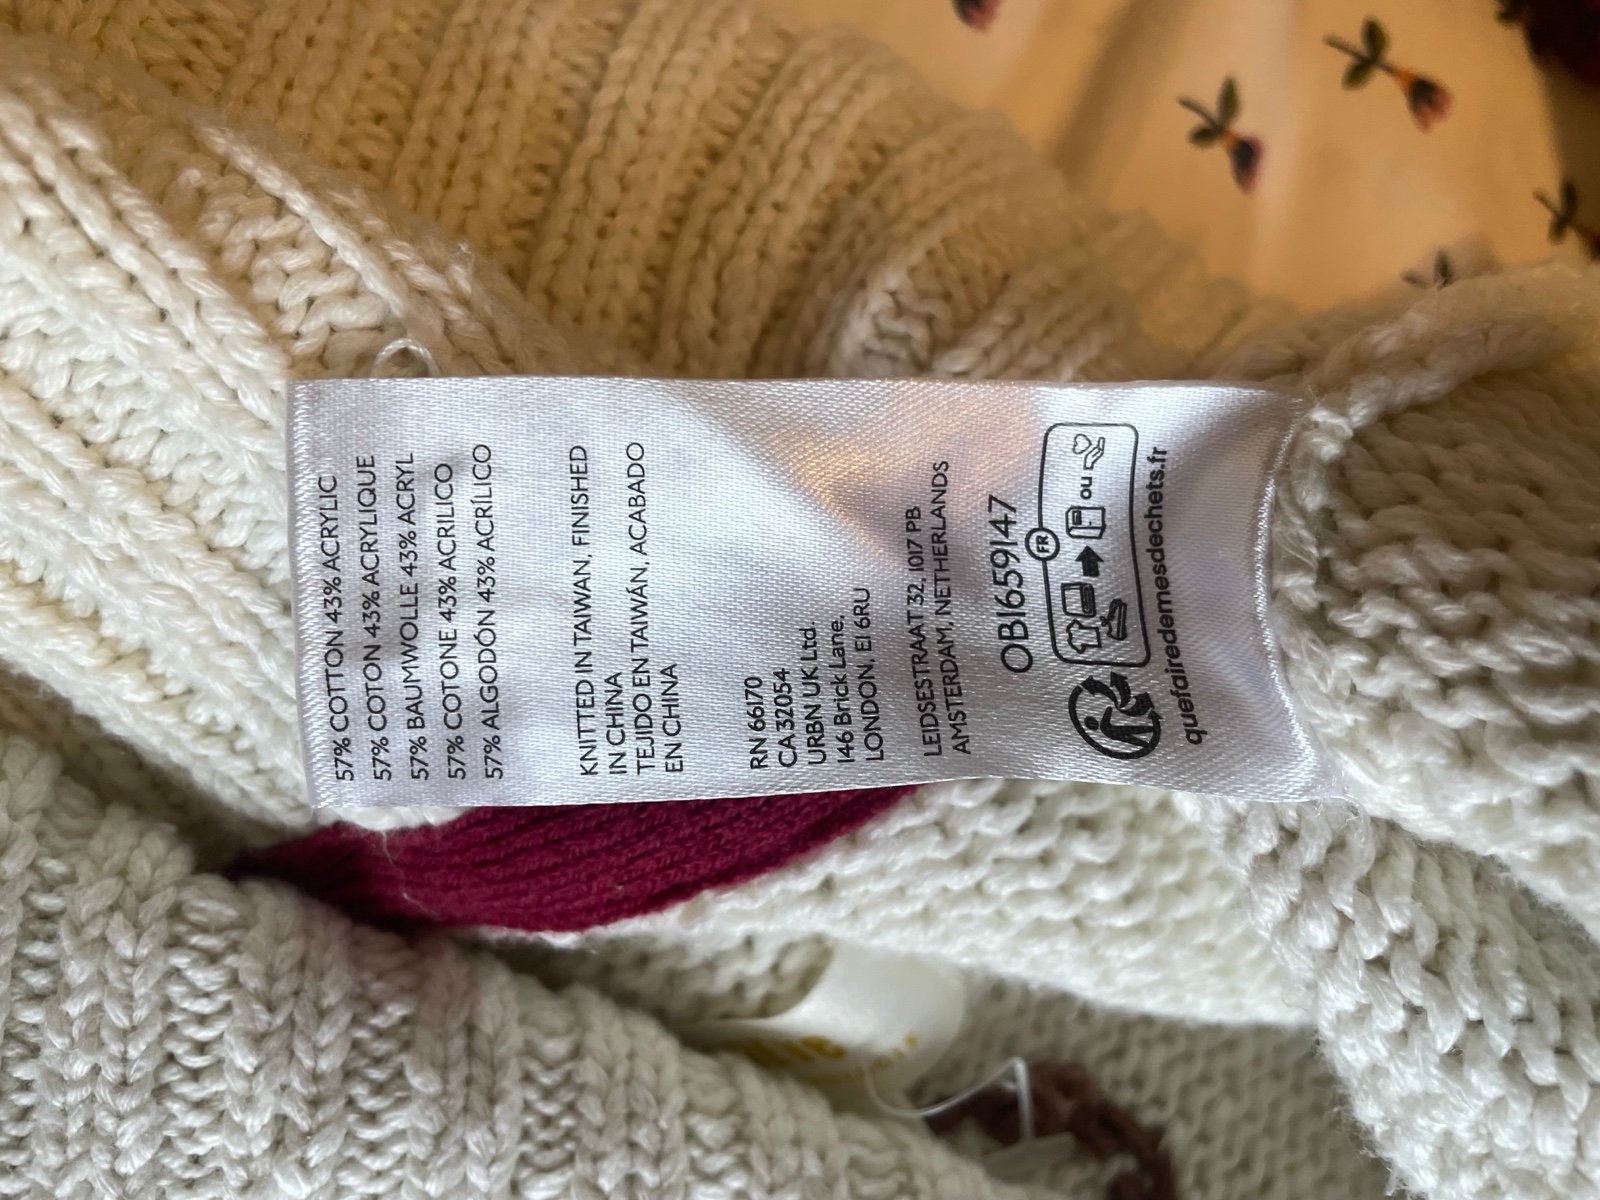 57% COTTON 43% ACRYLIC
57% COTON 43% ACRYLIQUE
57% BAUMWOLLE 43% ACRYL
57% COTONE 43% ACRILICO
57% ALGODÓN 43% ACRÍLICO
KNITTED IN TAIWAN, FINISHED
IN CHINA
TEJIDO EN TAIWÁN, ACABADO
EN CHINA
RN 66170
CA 32054
URBN UK Ltd.
146 Brick Lane,
LONDON, E1 6RU
LEIDSESTRAAT 32, 1017 PB
AMSTERDAM, NETHERLANDS
OB1659147
FR
ou
quefairedemesdechets.fr